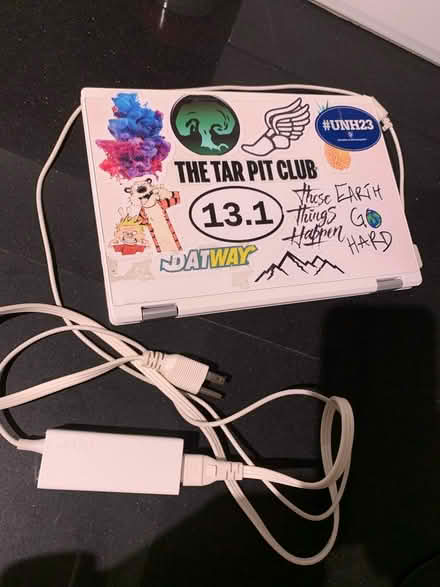 #UNH23
THE TAR PIT CLUB
13.1
these
things
Happen
EARTH
GO
HARD
DATWAY